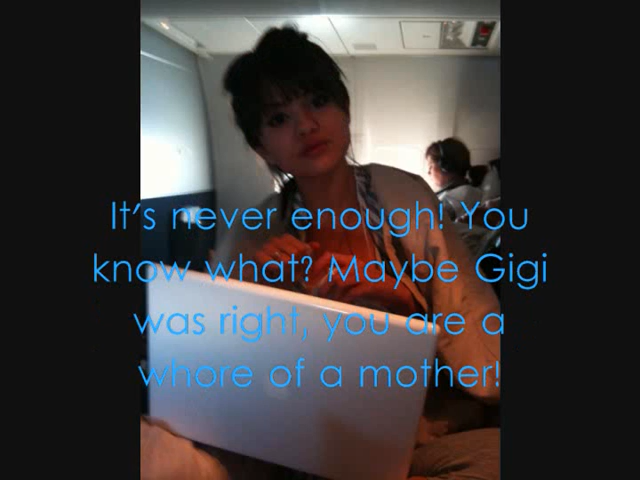 It's never enough! You
know what? Maybe Gigi
was right, you are a
whore of a mother!